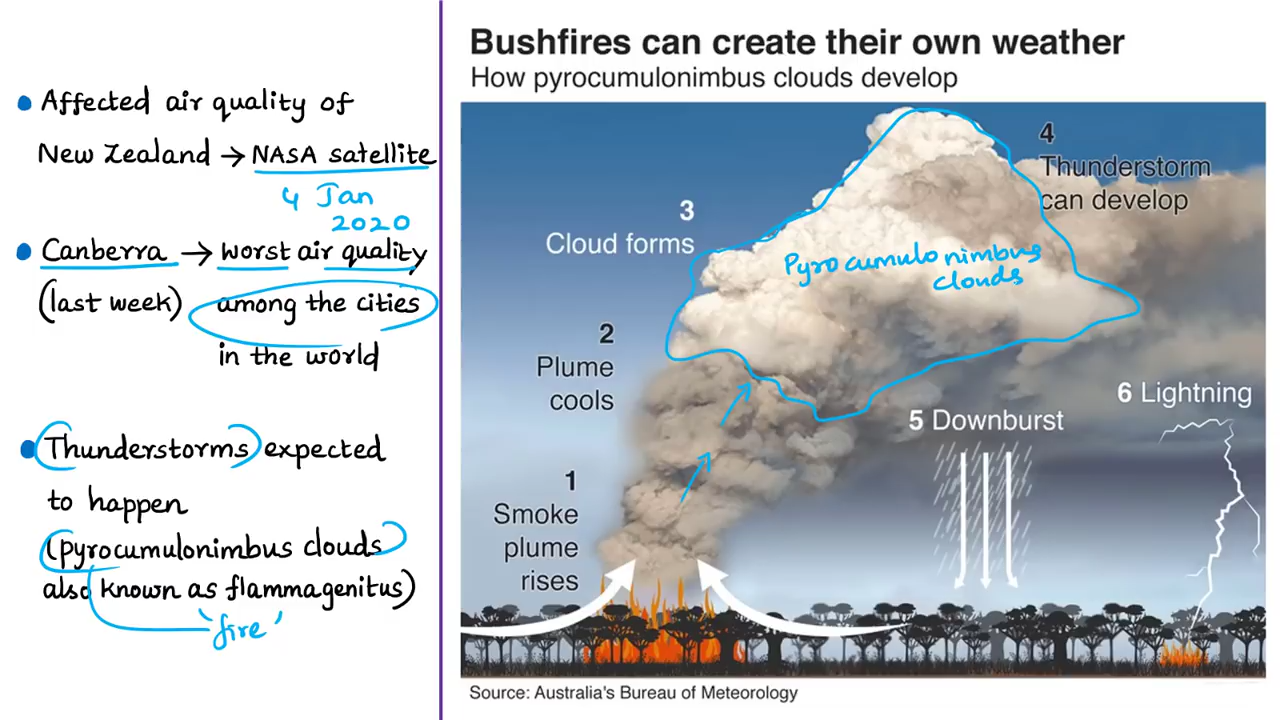 Affected air quality of
New Zealand → NASA satellite
4 Jan
2020
Canberra → worst air quality
(last week) among the cities
in the world
Thunderstorms expected
to happen
(pyrocumulonimbus clouds
also known as flammagenitus)
'fire'
Bushfires can create their own weather
How pyrocumulonimbus clouds develop
4
Thunderstorm
can develop
3
Cloud forms
Pyrocumulonimbus
clouds
2
Plume
cools
5 Downburst
6 Lightning
1
Smoke
plume
rises
Source: Australia's Bureau of Meteorology